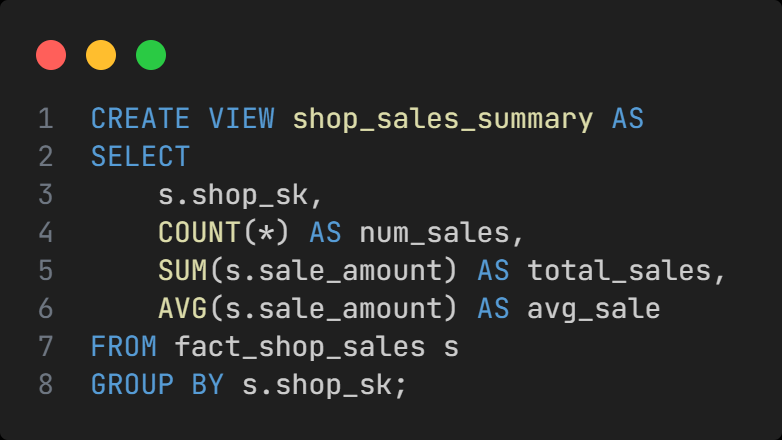 1 CREATE VIEW shop_sales_summary AS
2 SELECT
3     s.shop_sk,
4     COUNT(*) AS num_sales,
5     SUM(s.sale_amount) AS total_sales,
6     AVG(s.sale_amount) AS avg_sale
7 FROM fact_shop_sales s
8 GROUP BY s.shop_sk;